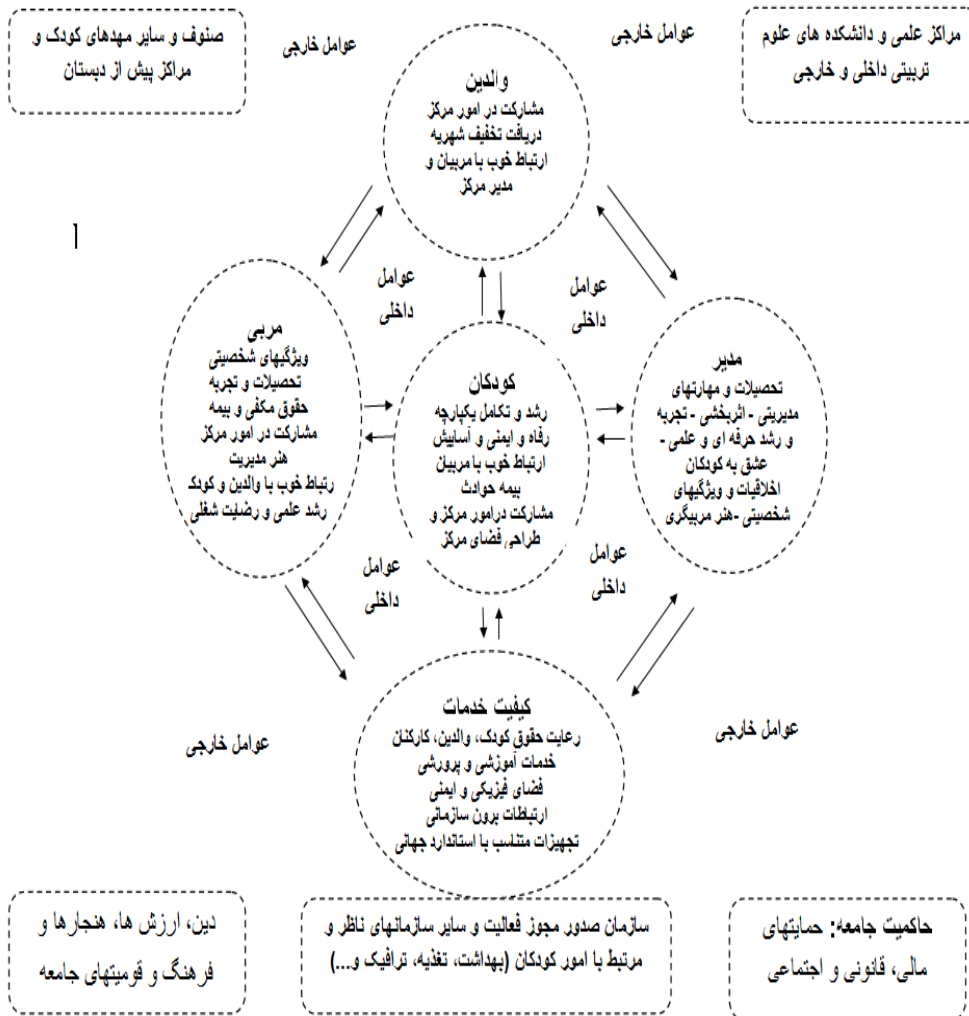 مراکز علمی و دانشکده های علوم
تربیتی داخلی و خارجی
عوامل خارجی
عوامل خارجی
صنوف و سایر مهدهای کودک و
مراکز پیش از دبستان
والدین
مشارکت در امور مرکز
دریافت تخفیف شهریه
ارتباط خوب با مربیان و
مدیر مرکز
عوامل
داخلی
عوامل
داخلی
مدیر
تحصیلات و مهارتهای
مدیریتی - اثربخشی - تجربه
و رشد حرفه ای و علمی -
عشق به کودکان
اخلاقیات و ویژگیهای
شخصیتی -هنر مربیگری
کودکان
رشد و تکامل یکپارچه
رفاه و ایمنی و آسایش
ارتباط خوب با مربیان
بیمه حوادث
مشارکت درامور مرکز و
طراحی فضای مرکز
مربی
ویژگیهای شخصیتی
تحصیلات و تجربه
حقوق مکفی و بیمه
مشارکت در امور مرکز
هنر مدیریت
رتباط خوب با والدین و کودک
رشد علمی و رضایت شغلی
ا
عوامل
داخلی
عوامل
داخلی
کیفیت خدمات
رعایت حقوق کودک، والدین، کارکنان
خدمات آموزشی و پرورشی
فضای فیزیکی و ایمنی
ارتباطات برون سازمانی
تجهیزات متناسب با استاندارد جهانی
عوامل خارجی
عوامل خارجی
حاکمیت جامعه: حمایتهای
مالی، قانونی و اجتماعی
سازمان صدور مجوز فعالیت و سایر سازمانهای ناظر و
مرتبط با امور کودکان (بهداشت، تغذیه، ترافیک و...)
دین، ارزش ها، هنجارها و
فرهنگ و قومیتهای جامعه